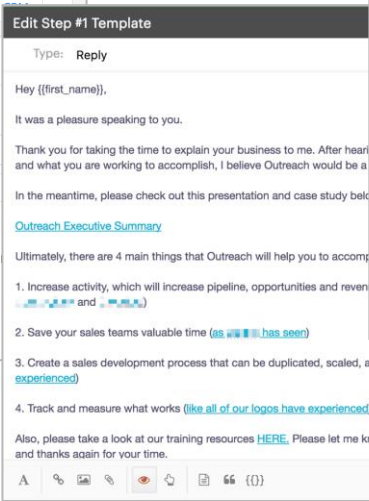 Edit Step #1 Template
Type: Reply
Hey {{first_name}},
It was a pleasure speaking to you.
Thank you for taking the time to explain your business to me. After heari
and what you are working to accomplish, I believe Outreach would be a
In the meantime, please check out this presentation and case study belo
Outreach Executive Summary
Ultimately, there are 4 main things that Outreach will help you to accomp
1. Increase activity, which will increase pipeline, opportunities and reven
and )
2. Save your sales teams valuable time (as has seen)
3. Create a sales development process that can be duplicated, scaled, a
experienced)
4. Track and measure what works (like all of our logos have experienced
Also, please take a look at our training resources HERE. Please let me kn
and thanks again for your time.
A {{}}